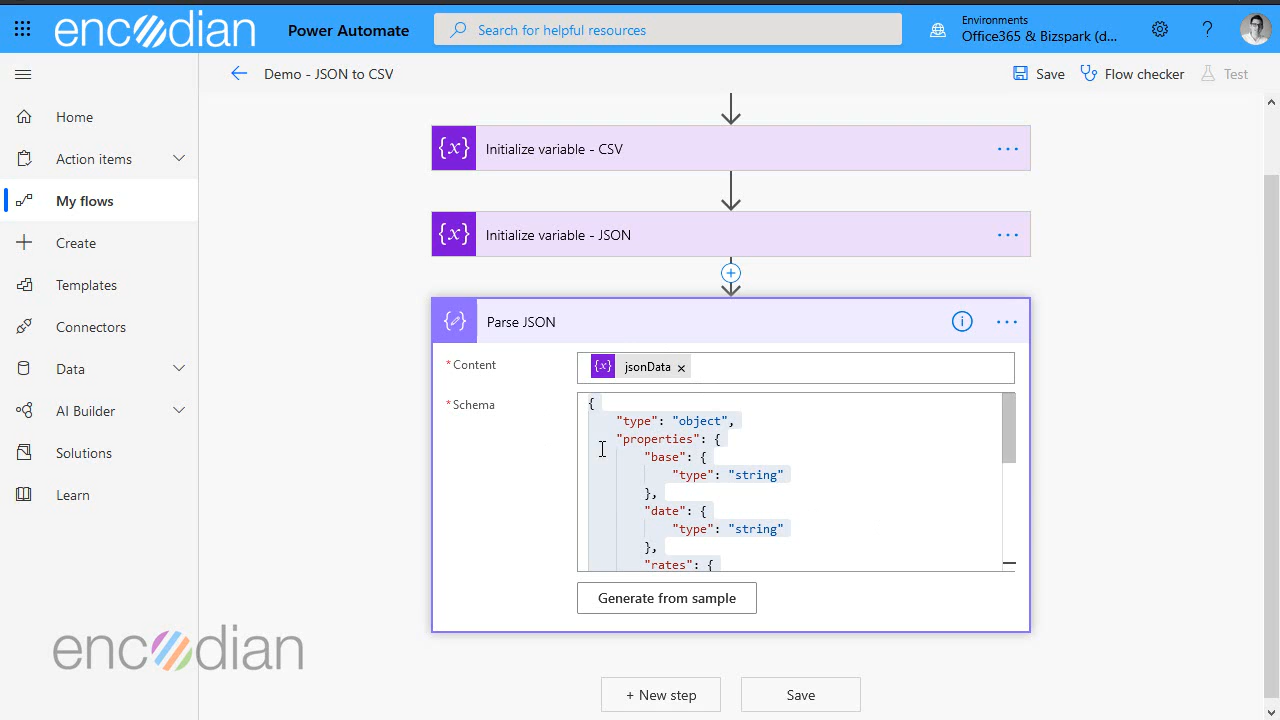 encodian
Power Automate
Search for helpful resources
Environments
Office365 & Bizspark (d...
Demo - JSON to CSV
Save
Flow checker
Test
Home
Action items
My flows
Create
Templates
Connectors
Data
AI Builder
Solutions
Learn
{x} Initialize variable - CSV
{x} Initialize variable - JSON
Parse JSON
* Content
{x} jsonData ×
* Schema
{
"type": "object",
"properties": {
"base": {
"type": "string"
},
"date": {
"type": "string"
},
"rates": {
Generate from sample
+ New step
Save
encodian